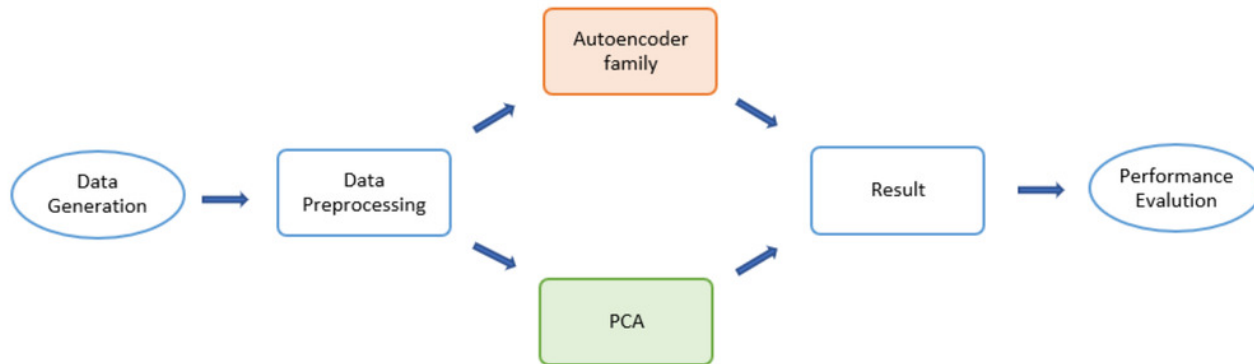 Autoencoder
family
Data
Generation
Data
Preprocessing
Result
Performance
Evalution
PCA